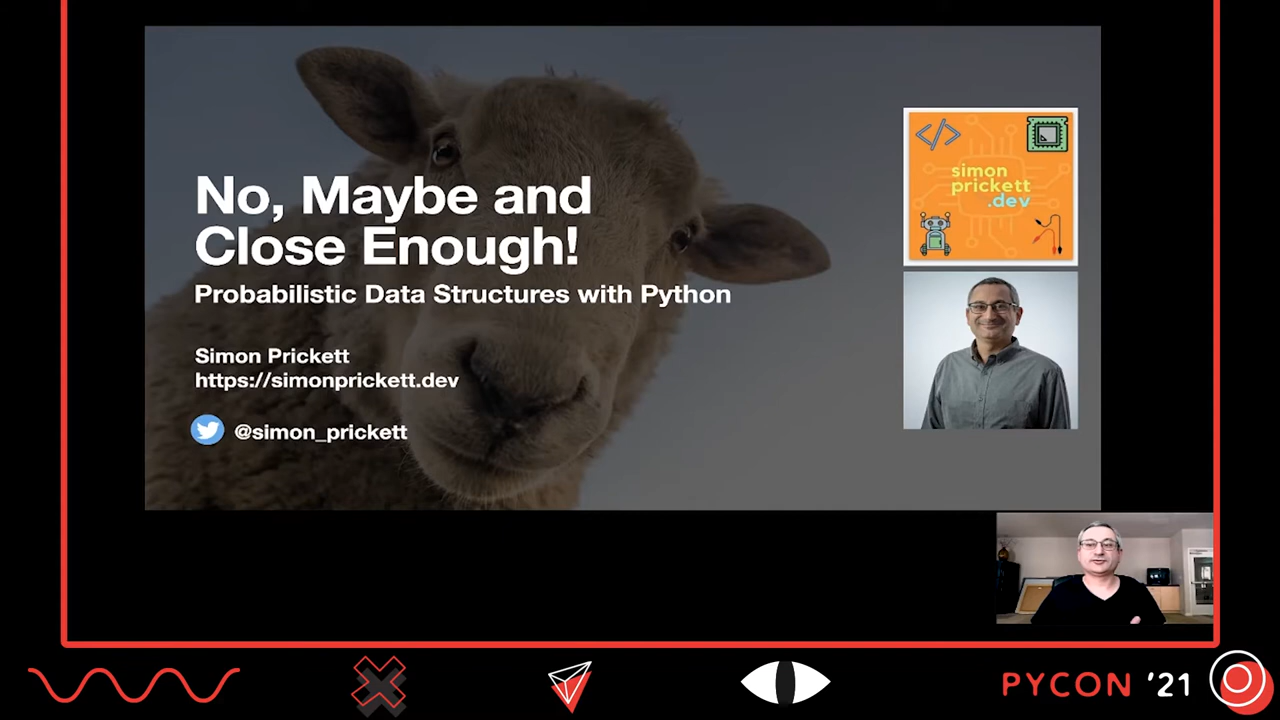 No, Maybe and
Close Enough!
Probabilistic Data Structures with Python
Simon Prickett
https://simonprickett.dev
@simon_prickett
</>
simon
prickett
.dev
PYCON '21